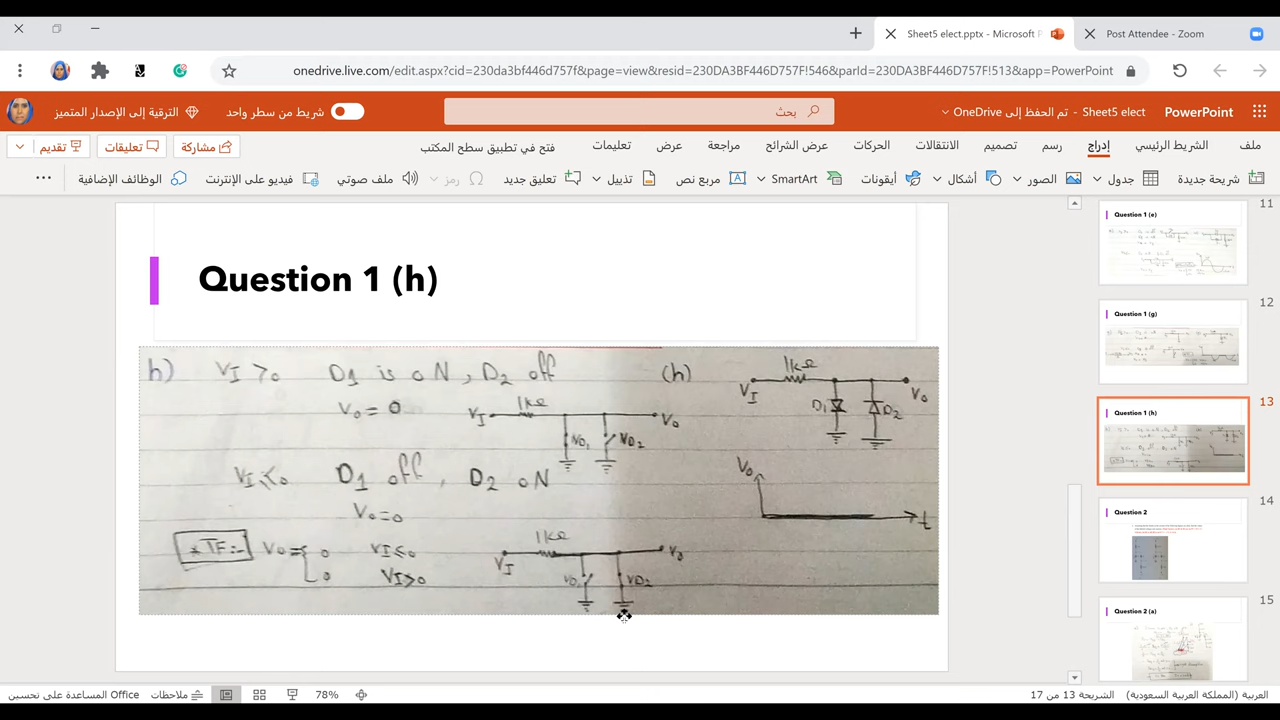 Sheet5 elect.pptx - Microsoft P
Post Attendee - Zoom
onedrive.live.com/edit.aspx?cid=230da3bf446d757f&page=view&resid=230DA3BF446D757F!546&parId=230DA3BF446D757F!513&app=PowerPoint
PowerPoint
Sheet5 elect - تم الحفظ إلى OneDrive
بحث
شريط من سطر واحد
الترقية إلى الإصدار المتميز
ملف الشريط الرئيسي إدراج رسم تصميم الانتقالات الحركات عرض الشرائح مراجعة عرض تعليمات فتح في تطبيق سطح المكتب
مشاركة تعليقات تقديم
شريحة جديدة جدول الصور أشكال أيقونات SmartArt مربع نص تذييل تعليق جديد رمز ملف صوتي فيديو على الإنترنت الوظائف الإضافية
Question 1 (h)
h) VI >0 D1 is oN, D2 off
Vo = 0
VI 1kΩ Vo
VD1 VD2
VI ≤0 D1 off, D2 oN
Vo=0
*TF:- Vo = { 0 VI≤0
0 VI>0
1kΩ
VI Vo
VD1 VD2
(h) 1kΩ
VI Vo
D1 D2
Vo
t
11
Question 1 (e)
12
Question 1 (g)
13
Question 1 (h)
14
Question 2
15
Question 2 (a)
العربية (المملكة العربية السعودية) الشريحة 13 من 17
78%
ملاحظات
Office المساعدة على تحسين